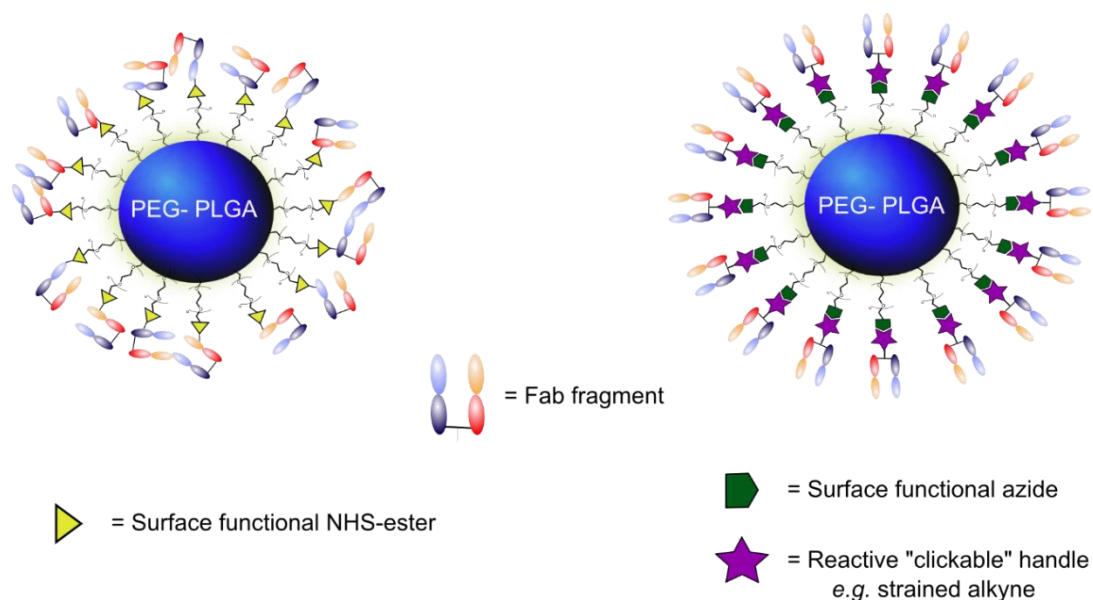 PEG- PLGA
PEG- PLGA
= Fab fragment
= Surface functional NHS-ester
= Surface functional azide
= Reactive "clickable" handle
e.g. strained alkyne